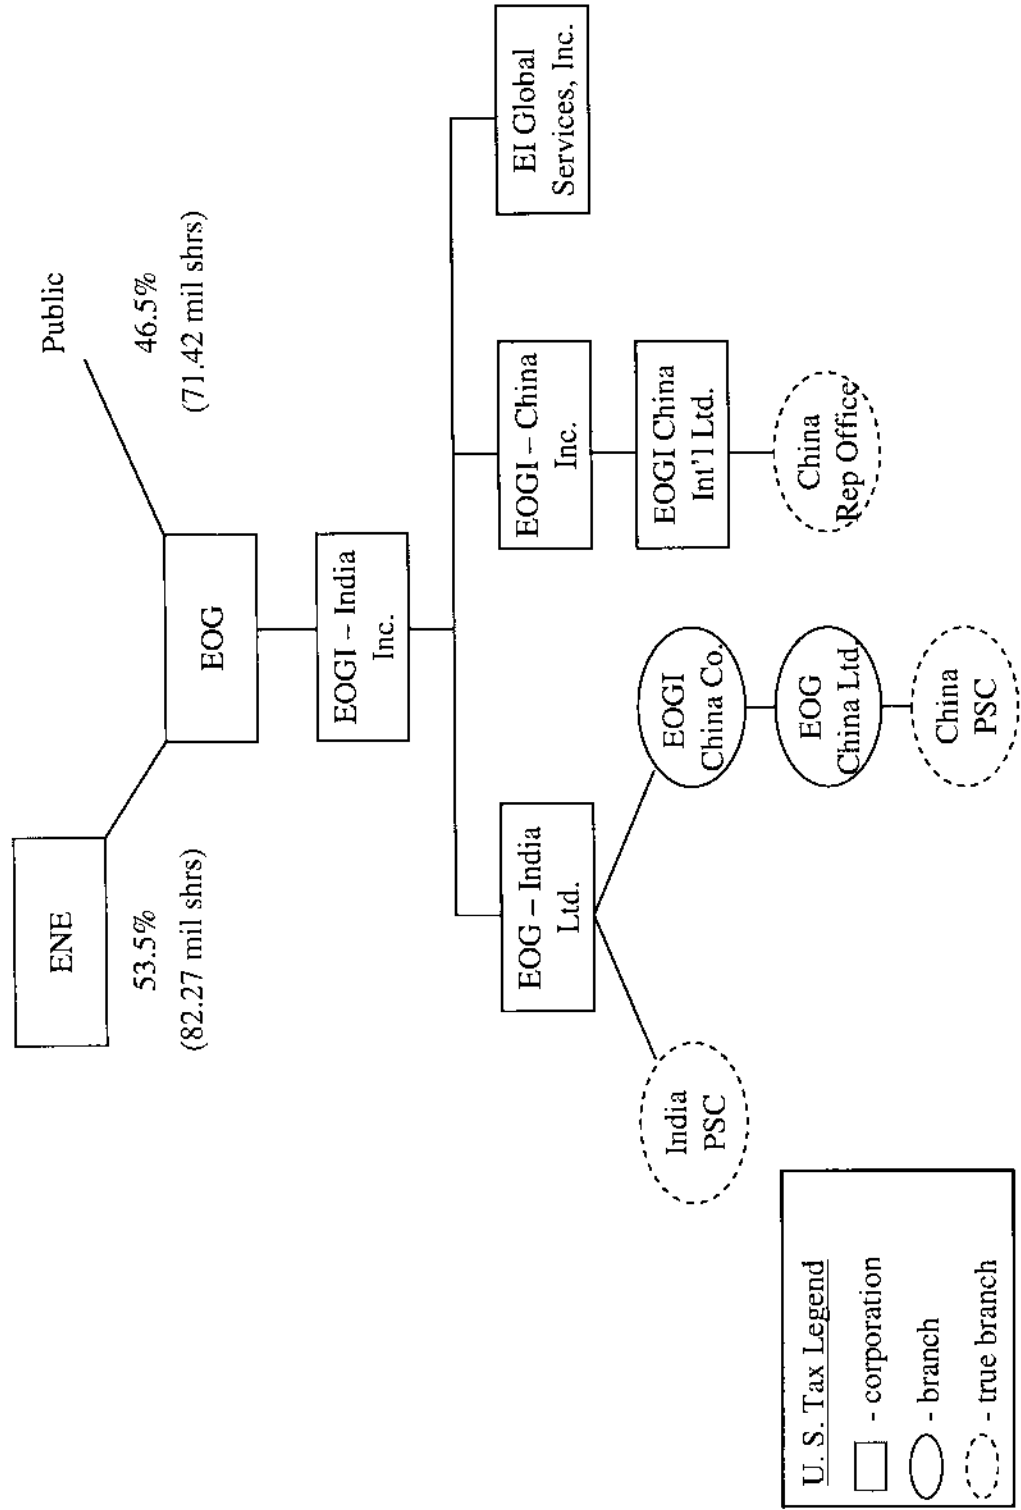 ENE
53.5%
(82.27 mil shrs)
Public
46.5%
(71.42 mil shrs)
EOG
EOGI – India
Inc.
EOG – India
Ltd.
EOGI – China
Inc.
EI Global
Services, Inc.
India
PSC
EOGI
China Co.
EOGI China
Int'l Ltd.
EOG
China Ltd.
China
Rep Office
China
PSC
U. S. Tax Legend
- corporation
- branch
- true branch